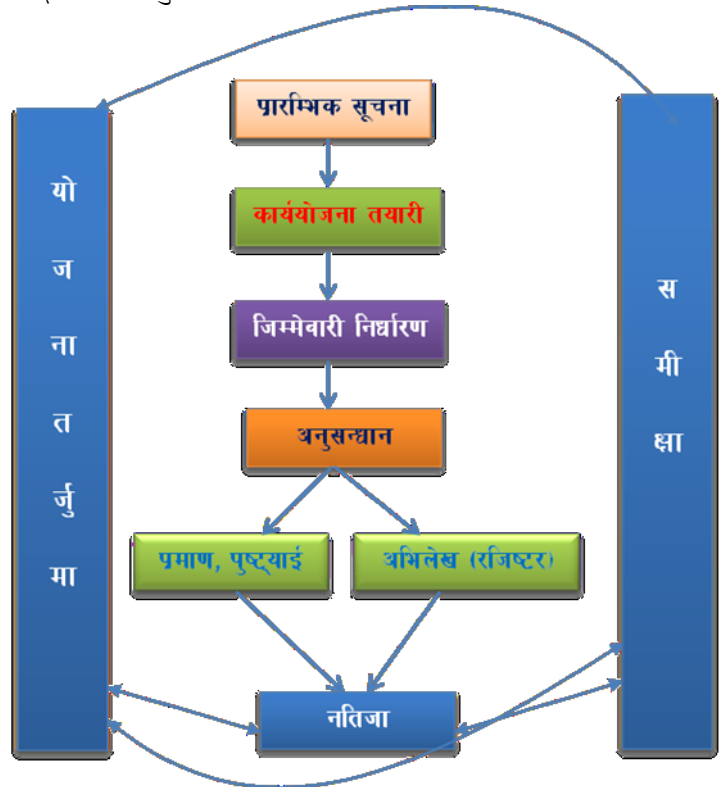 प्रारम्भिक सूचना
कार्ययोजना तयारी
जिम्मेवारी निर्धारण
अनुसन्धान
प्रमाण, पुष्ट्याई
अभिलेख (रजिष्टर)
नतिजा
यो
ज
ना
त
र्जु
मा
स
मी
क्षा